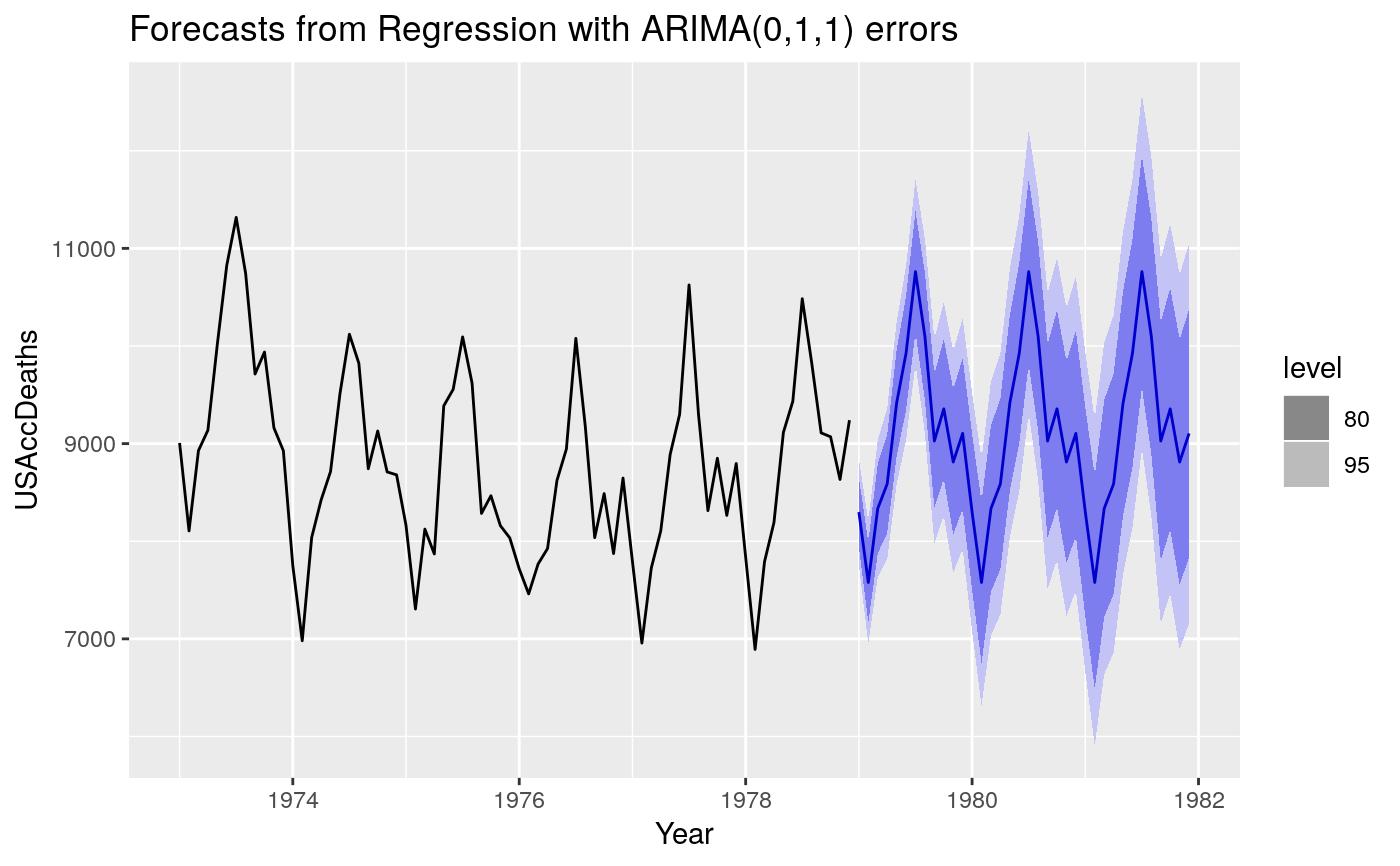 Forecasts from Regression with ARIMA(0,1,1) errors
USAccDeaths
11000
9000
7000
1974
1976
1978
1980
1982
Year
level
80
95